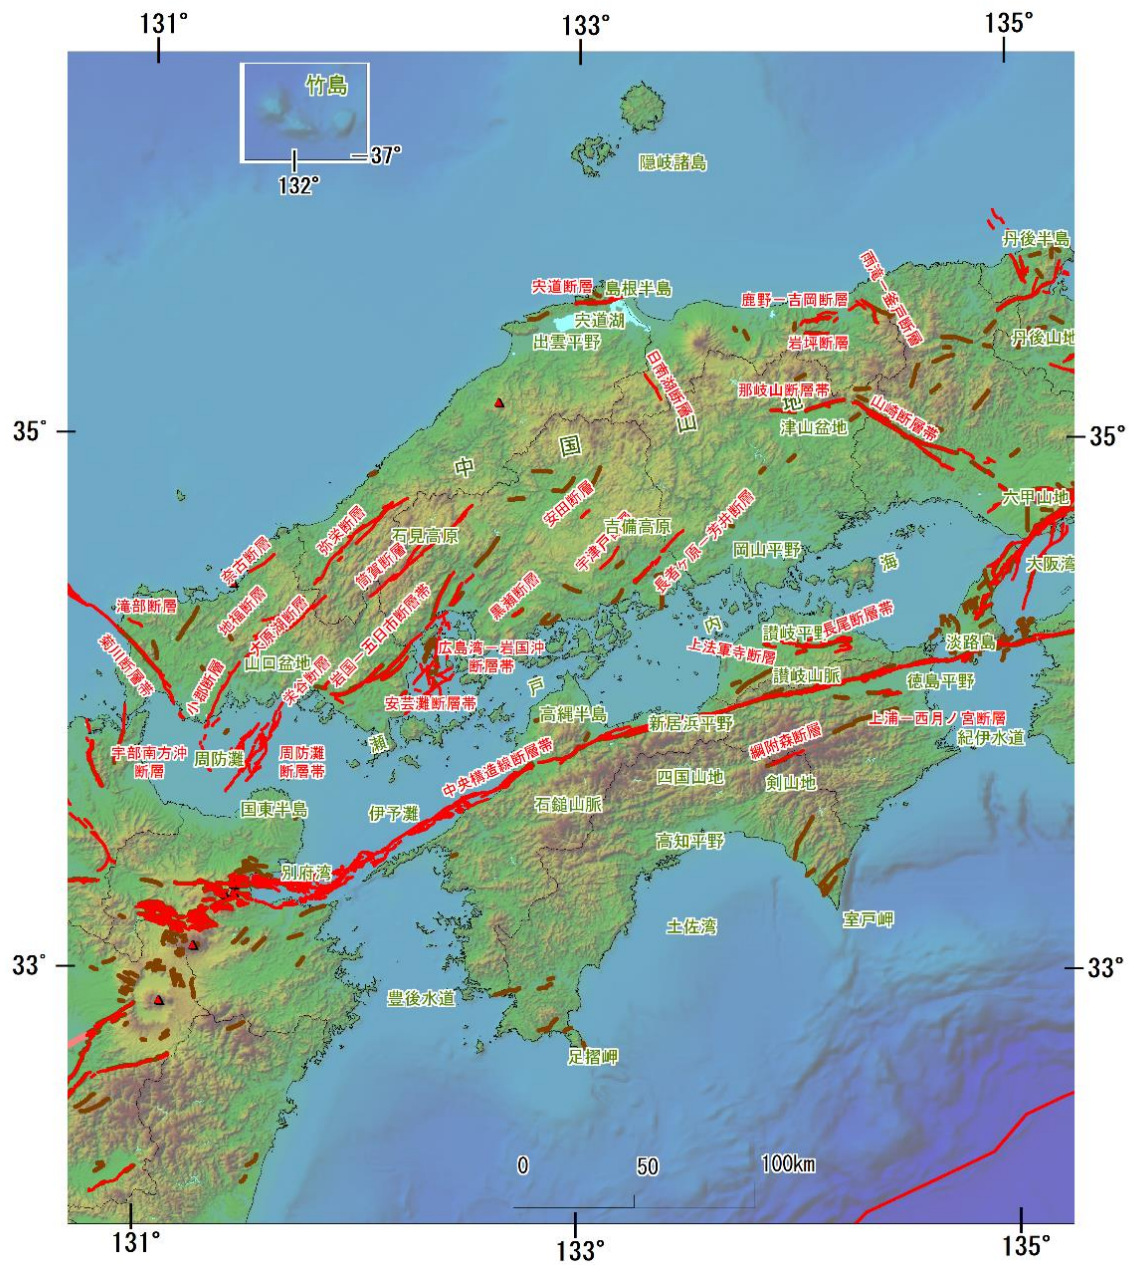 131°
133°
135°
竹島
37°
132°
隠岐諸島
丹後半島
雨滝－釜戸断層
宍道断層
島根半島
鹿野－吉岡断層
宍道湖
出雲平野
岩坪断層
丹後山地
日南湖断層
那岐山断層帯
地
山
津山盆地
山崎断層帯
35°
35°
国
中
六甲山地
安田断層
弥栄断層
石見高原
吉備高原
長者ヶ原－芳井断層
岡山平野
筒賀断層
奈古断層
海
大阪湾
滝部断層
地福断層
大原湖断層
岩国－五日市断層帯
黒瀬断層
内
讃岐平野
長尾断層帯
淡路島
菊川断層帯
山口盆地
広島湾－岩国沖
断層帯
上法軍寺断層
讃岐山脈
小郡断層
栄谷断層
戸
徳島平野
安芸灘断層帯
高縄半島
新居浜平野
上浦－西月ノ宮断層
紀伊水道
瀬
綱附森断層
宇部南方沖
断層
周防灘
周防灘
断層帯
中央構造線断層帯
四国山地
剣山地
国東半島
伊予灘
石鎚山脈
高知平野
別府湾
室戸岬
土佐湾
33°
33°
豊後水道
足摺岬
0
50
100km
131°
133°
135°